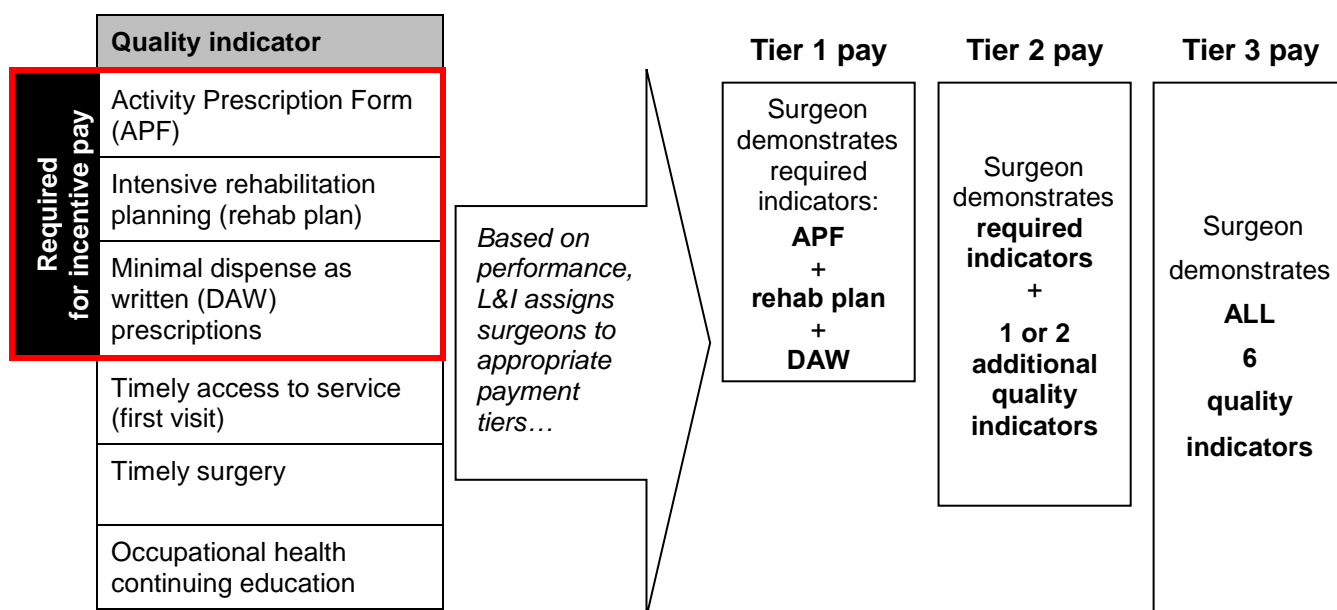 Quality indicator
Required
for incentive pay
Activity Prescription Form
(APF)
Intensive rehabilitation
planning (rehab plan)
Minimal dispense as
written (DAW)
prescriptions
Timely access to service
(first visit)
Timely surgery
Occupational health
continuing education
Based on
performance,
L&I assigns
surgeons to
appropriate
payment
tiers…
Tier 1 pay
Surgeon
demonstrates
required
indicators:
APF
+
rehab plan
+
DAW
Tier 2 pay
Surgeon
demonstrates
required
indicators
+
1 or 2
additional
quality
indicators
Tier 3 pay
Surgeon
demonstrates
ALL
6
quality
indicators